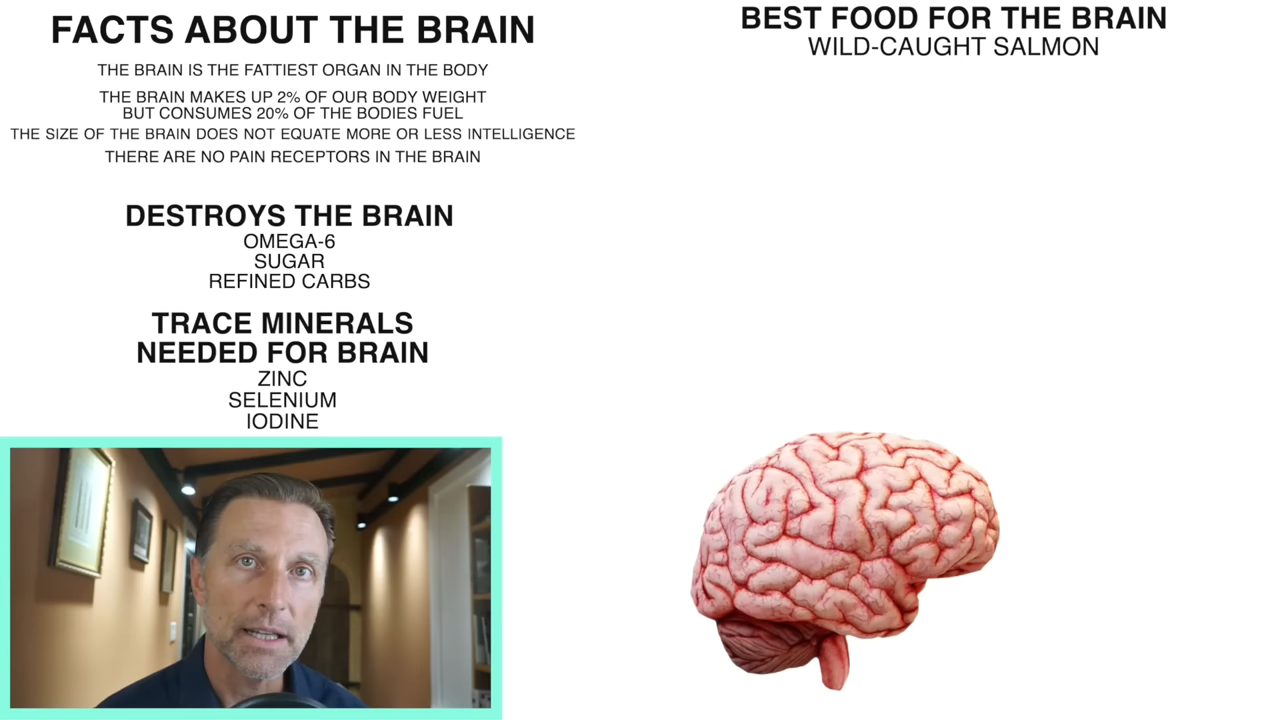 FACTS ABOUT THE BRAIN
THE BRAIN IS THE FATTIEST ORGAN IN THE BODY
THE BRAIN MAKES UP 2% OF OUR BODY WEIGHT
BUT CONSUMES 20% OF THE BODIES FUEL
THE SIZE OF THE BRAIN DOES NOT EQUATE MORE OR LESS INTELLIGENCE
THERE ARE NO PAIN RECEPTORS IN THE BRAIN
DESTROYS THE BRAIN
OMEGA-6
SUGAR
REFINED CARBS
TRACE MINERALS
NEEDED FOR BRAIN
ZINC
SELENIUM
IODINE
BEST FOOD FOR THE BRAIN
WILD-CAUGHT SALMON